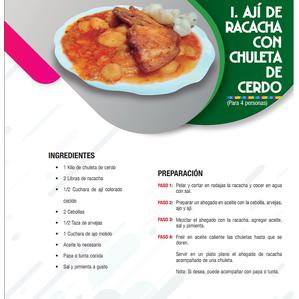 I. AJÍ DE
RACACHA
CON
CHULETA
DE
CERDO
(Para 4 personas)
INGREDIENTES
• 1 Kilo de chuleta de cerdo
• 2 Libras de racacha
• 1/2 Cuchara de ají colorado
cocido
• 2 Cebollas
• 1/2 Taza de arvejas
• 1 Cuchara de ajo molido
• Aceite lo necesario
• Papa o tunta cocida
• Sal y pimienta a gusto
PREPARACIÓN
PASO 1: Pelar y cortar en rodajas la racacha y cocer en agua
con sal.
PASO 2: Preparar un ahogado en aceite con la cebolla, arvejas,
ajo y ají.
PASO 3: Mezclar el ahogado con la racacha, agregar aceite,
sal y pimienta.
PASO 4: Freír en aceite caliente las chuletas hasta que se
doren.
Servir en un plato plano el ahogado de racacha
acompañado de una chuleta.
Nota: Si desea, puede acompañar con papa o tunta.